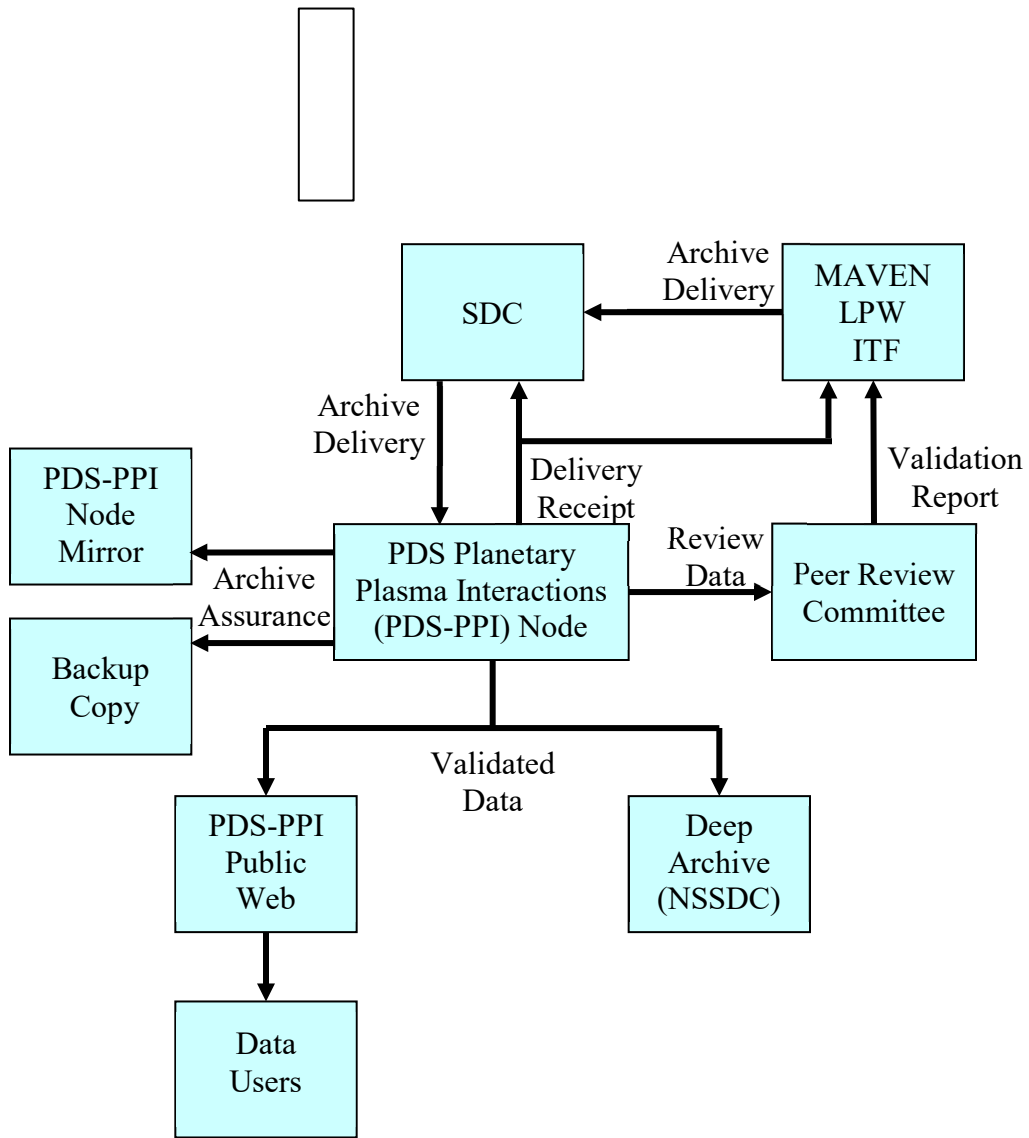 SDC
Archive
Delivery
MAVEN
LPW
ITF
Archive
Delivery
Delivery
Receipt
Validation
Report
PDS-PPI
Node
Mirror
Archive
Assurance
PDS Planetary
Plasma Interactions
(PDS-PPI) Node
Review
Data
Peer Review
Committee
Backup
Copy
Validated
Data
PDS-PPI
Public
Web
Deep
Archive
(NSSDC)
Data
Users